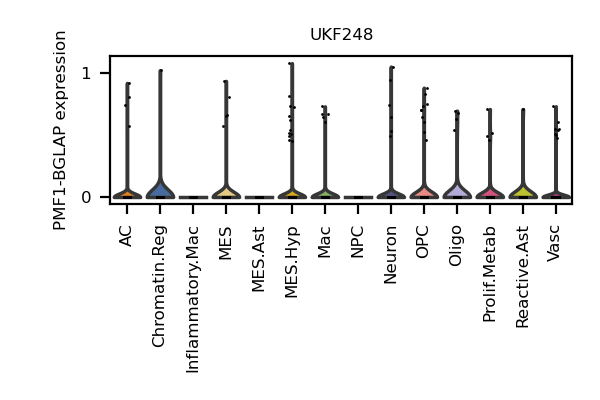 UKF248
PMF1-BGLAP expression
1
0
AC
Chromatin.Reg
Inflammatory.Mac
MES
MES.Ast
MES.Hyp
Mac
NPC
Neuron
OPC
Oligo
Prolif.Metab
Reactive.Ast
Vasc